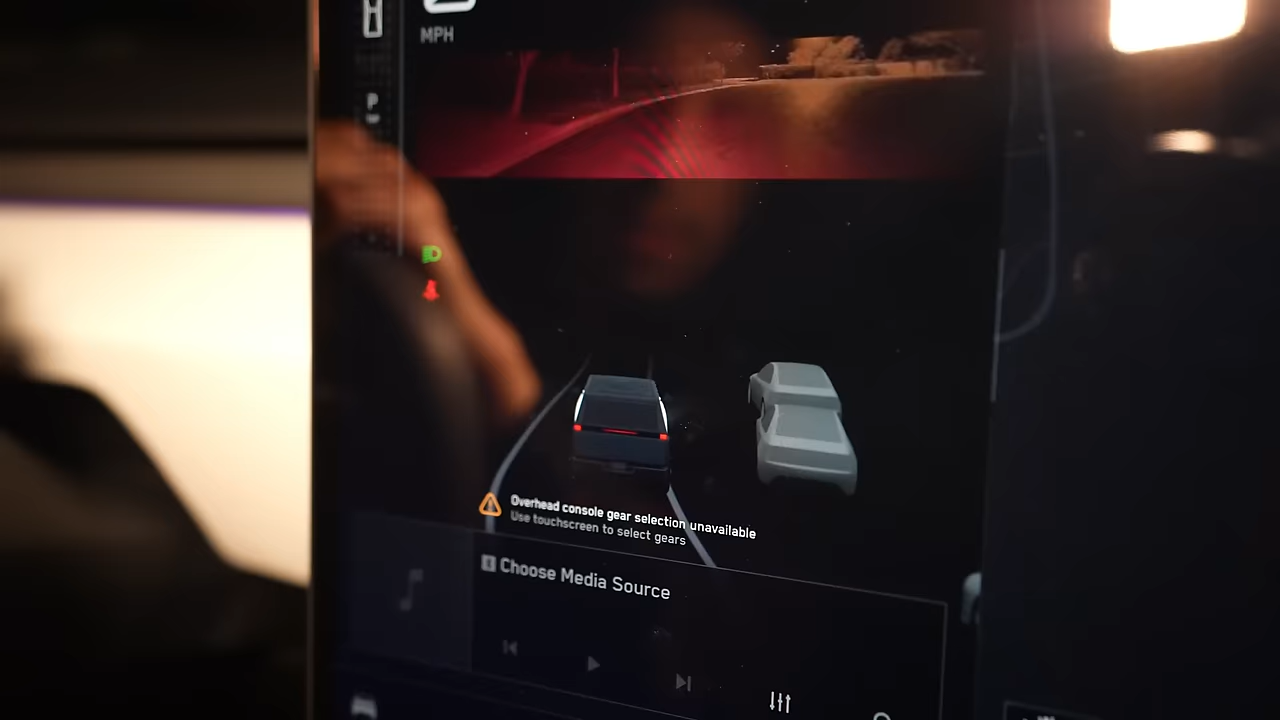 MPH
P
Overhead console gear selection unavailable
Use touchscreen to select gears
Choose Media Source